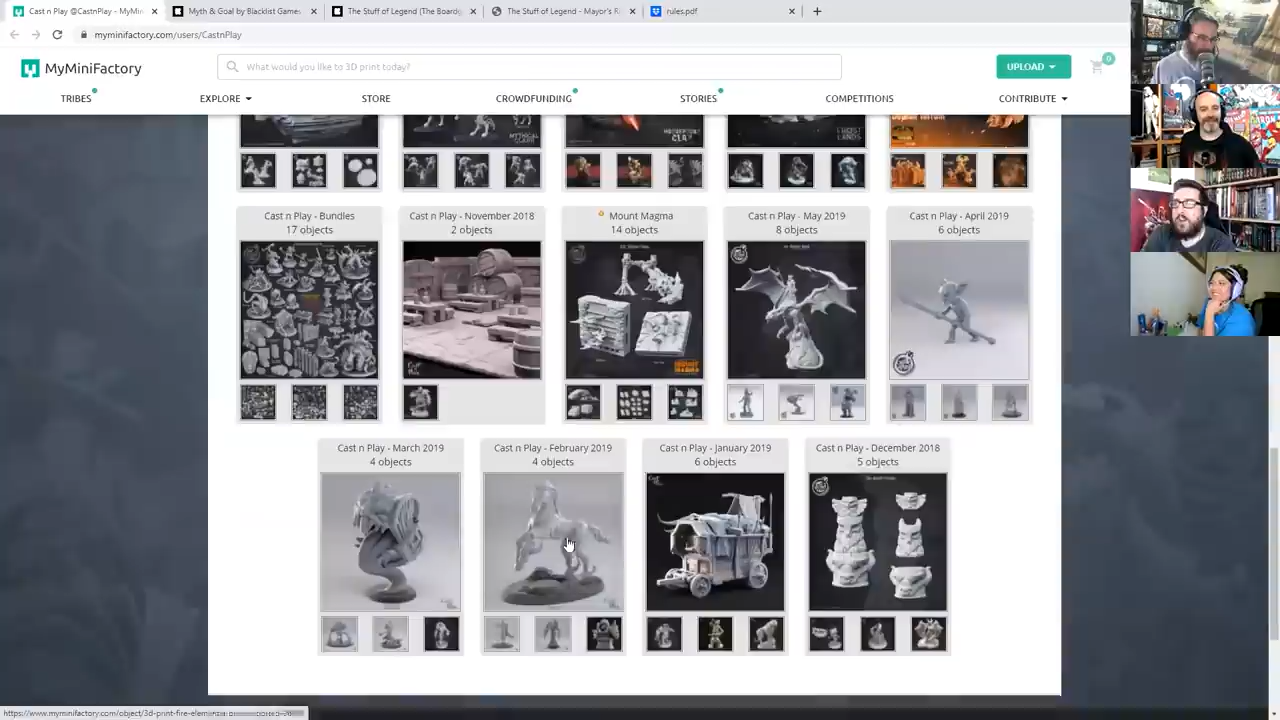 Cast n Play @CastnPlay - MyMini
Myth & Goal by Blacklist Games
The Stuff of Legend (The Boardg
The Stuff of Legend - Mayor's R
rules.pdf
myminifactory.com/users/CastnPlay
MyMiniFactory
What would you like to 3D print today?
UPLOAD
0
TRIBES
EXPLORE
STORE
CROWDFUNDING
STORIES
COMPETITIONS
CONTRIBUTE
Cast n Play - Bundles
17 objects
Cast n Play - November 2018
2 objects
Mount Magma
14 objects
Cast n Play - May 2019
8 objects
Cast n Play - April 2019
6 objects
Cast n Play - March 2019
4 objects
Cast n Play - February 2019
4 objects
Cast n Play - January 2019
6 objects
Cast n Play - December 2018
5 objects